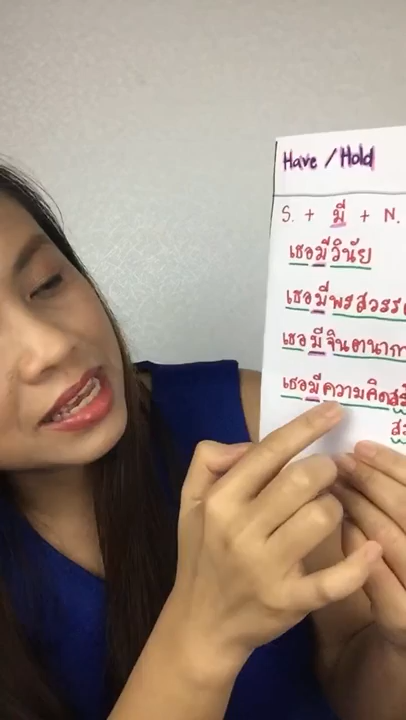 Have / Hold
S. + มี + N.
เธอมีวินัย
เธอมีพรสวรร
เธอมีจินตนากา
เธอมีความคิดสร้